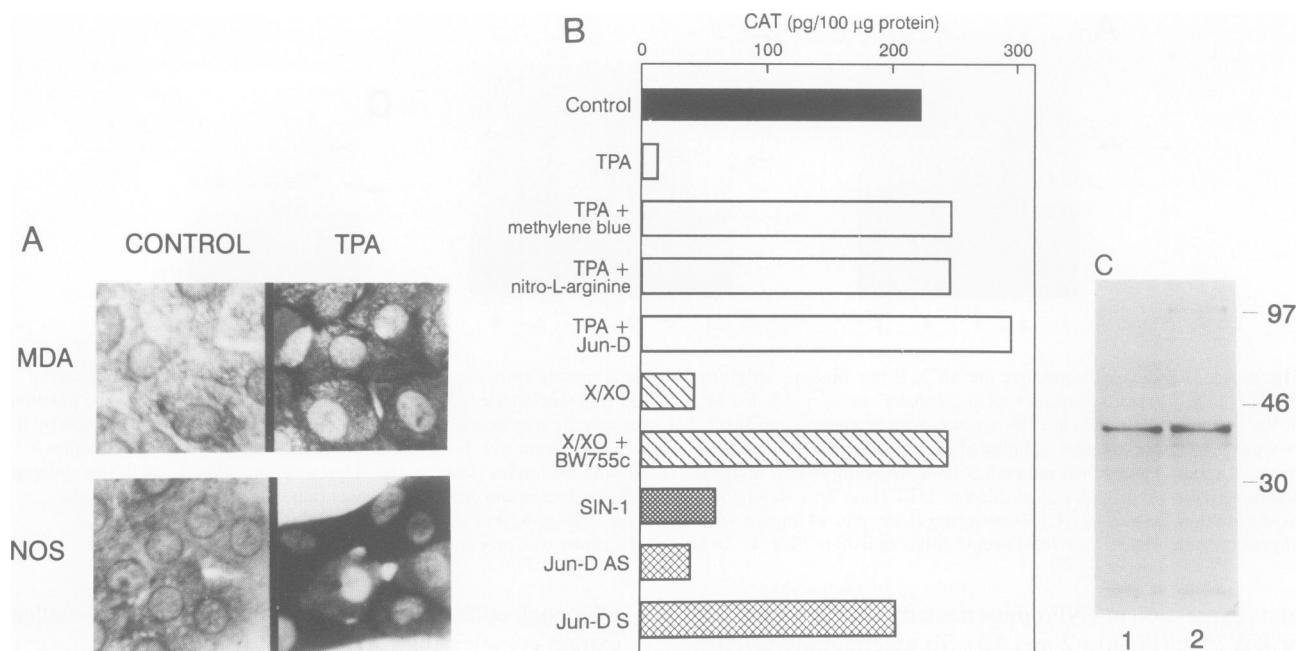 A
CONTROL
TPA
MDA
NOS
B
CAT (pg/100 μg protein)
0
100
200
300
Control
TPA
TPA +
methylene blue
TPA +
nitro-L-arginine
TPA +
Jun-D
X/XO
X/XO +
BW755c
SIN-1
Jun-D AS
Jun-D S
C
97
46
30
1
2